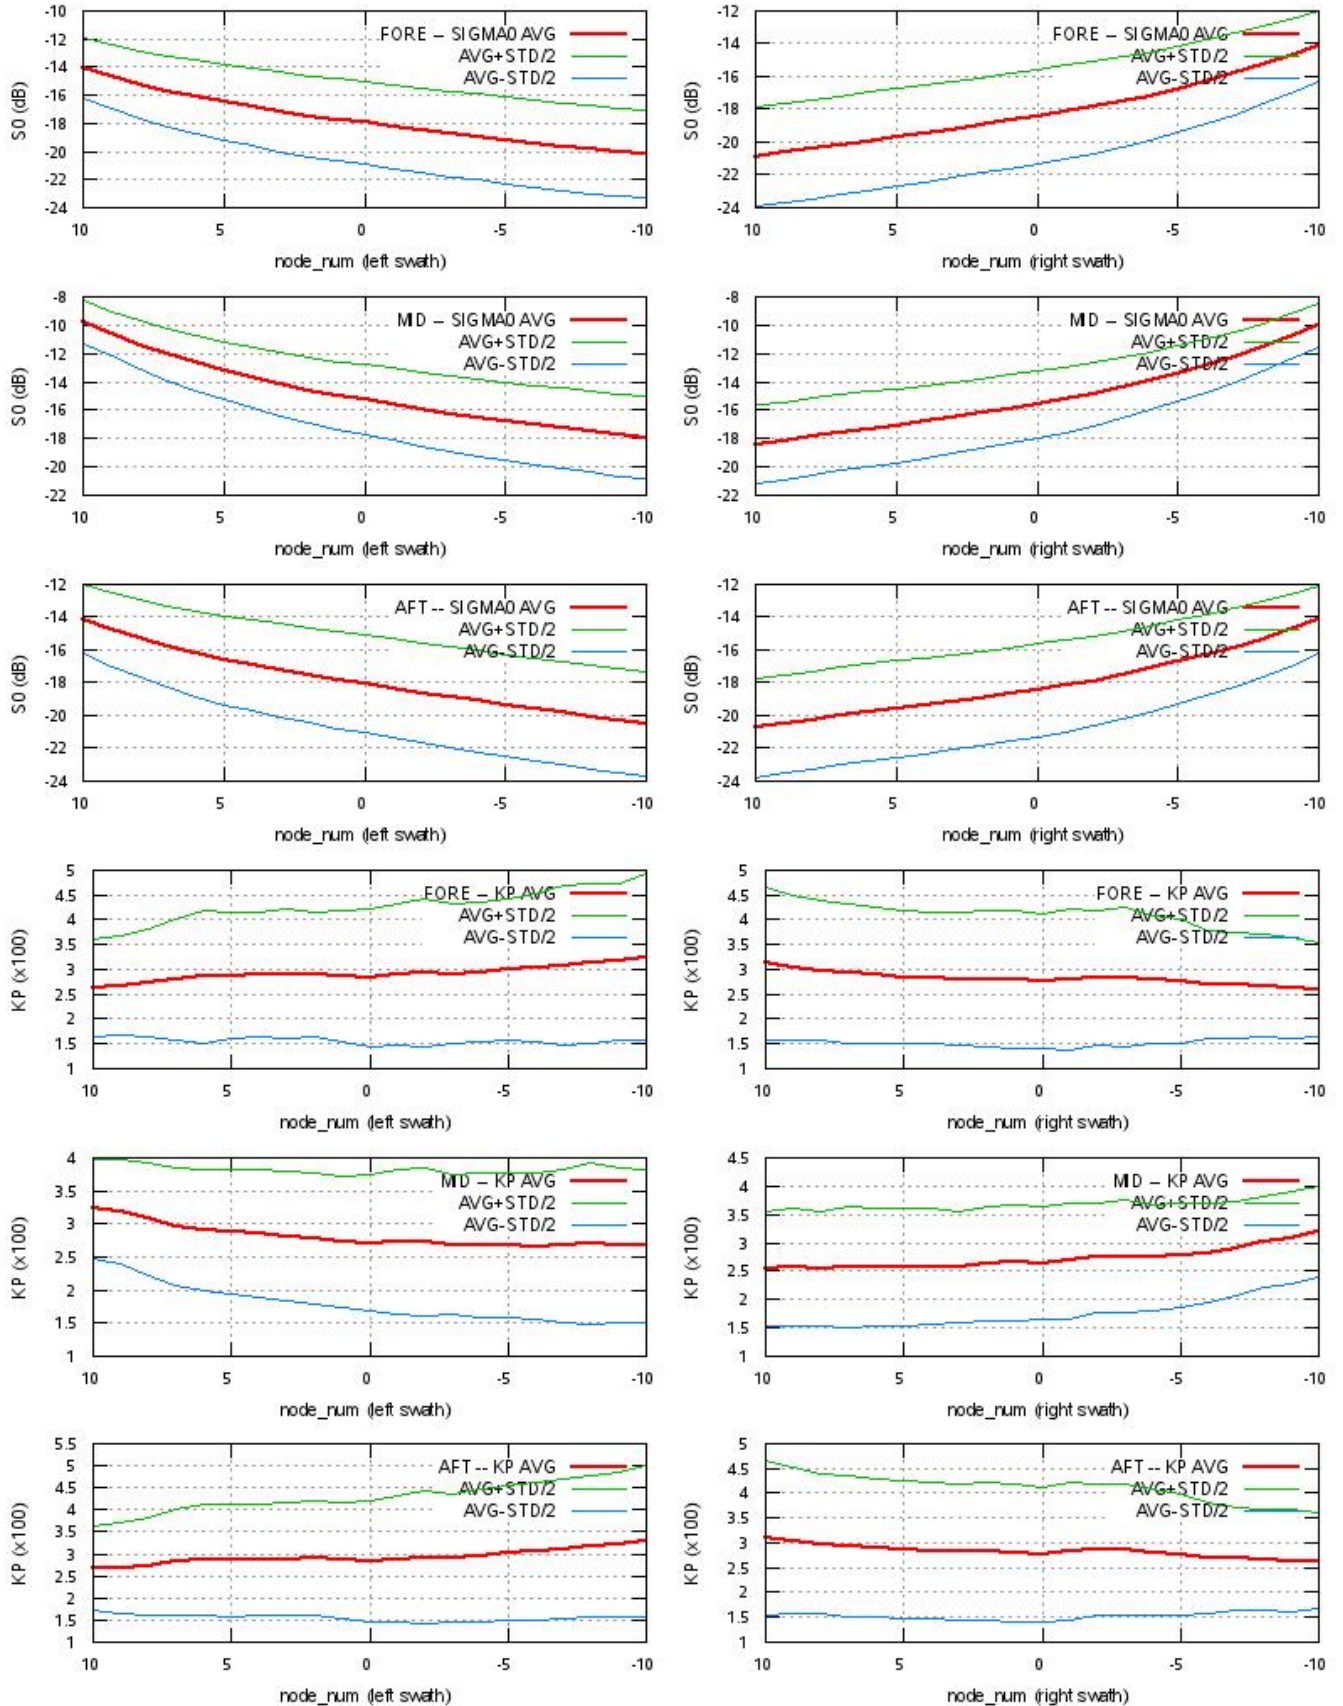 -10
-12
-14
-16
-18
-20
-22
-24
S0 (dB)
FORE -- SIGMA0 AVG
AVG+STD/2
AVG-STD/2
10 5 0 -5 -10
node_num (left swath)
-12
-14
-16
-18
-20
-22
-24
S0 (dB)
FORE -- SIGMA0 AVG
AVG+STD/2
AVG-STD/2
10 5 0 -5 -10
node_num (right swath)
-8
-10
-12
-14
-16
-18
-20
-22
S0 (dB)
MID -- SIGMA0 AVG
AVG+STD/2
AVG-STD/2
10 5 0 -5 -10
node_num (left swath)
-8
-10
-12
-14
-16
-18
-20
-22
S0 (dB)
MID -- SIGMA0 AVG
AVG+STD/2
AVG-STD/2
10 5 0 -5 -10
node_num (right swath)
-12
-14
-16
-18
-20
-22
-24
S0 (dB)
AFT -- SIGMA0 AVG
AVG+STD/2
AVG-STD/2
10 5 0 -5 -10
node_num (left swath)
-12
-14
-16
-18
-20
-22
-24
S0 (dB)
AFT -- SIGMA0 AVG
AVG+STD/2
AVG-STD/2
10 5 0 -5 -10
node_num (right swath)
5
4.5
4
3.5
3
2.5
2
1.5
1
KP (x100)
FORE -- KP AVG
AVG+STD/2
AVG-STD/2
10 5 0 -5 -10
node_num (left swath)
5
4.5
4
3.5
3
2.5
2
1.5
1
KP (x100)
FORE -- KP AVG
AVG+STD/2
AVG-STD/2
10 5 0 -5 -10
node_num (right swath)
4
3.5
3
2.5
2
1.5
1
KP (x100)
MID -- KP AVG
AVG+STD/2
AVG-STD/2
10 5 0 -5 -10
node_num (left swath)
4.5
4
3.5
3
2.5
2
1.5
1
KP (x100)
MID -- KP AVG
AVG+STD/2
AVG-STD/2
10 5 0 -5 -10
node_num (right swath)
5.5
5
4.5
4
3.5
3
2.5
2
1.5
1
KP (x100)
AFT -- KP AVG
AVG+STD/2
AVG-STD/2
10 5 0 -5 -10
node_num (left swath)
5
4.5
4
3.5
3
2.5
2
1.5
1
KP (x100)
AFT -- KP AVG
AVG+STD/2
AVG-STD/2
10 5 0 -5 -10
node_num (right swath)